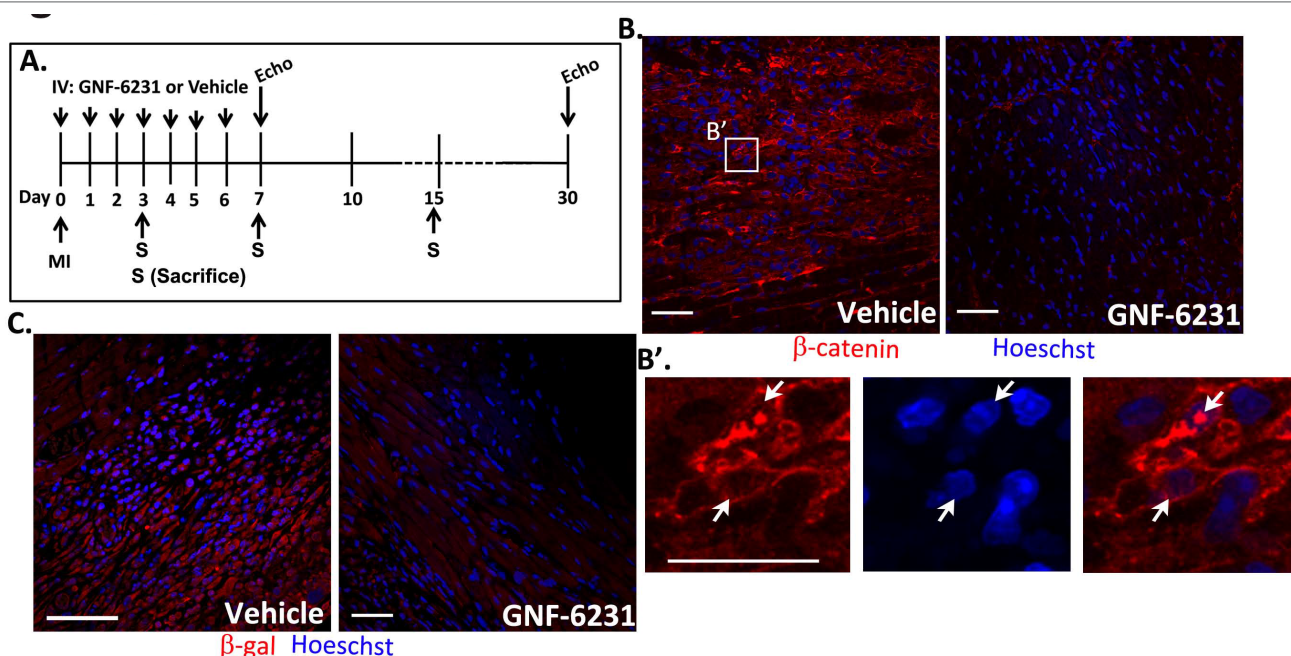 A.
IV: GNF-6231 or Vehicle
Echo
Echo
Day 0 1 2 3 4 5 6 7 10 15 30
MI
S
S
S
S (Sacrifice)
B.
B'
Vehicle
GNF-6231
β-catenin
Hoeschst
B'.
C.
Vehicle
GNF-6231
β-gal Hoeschst